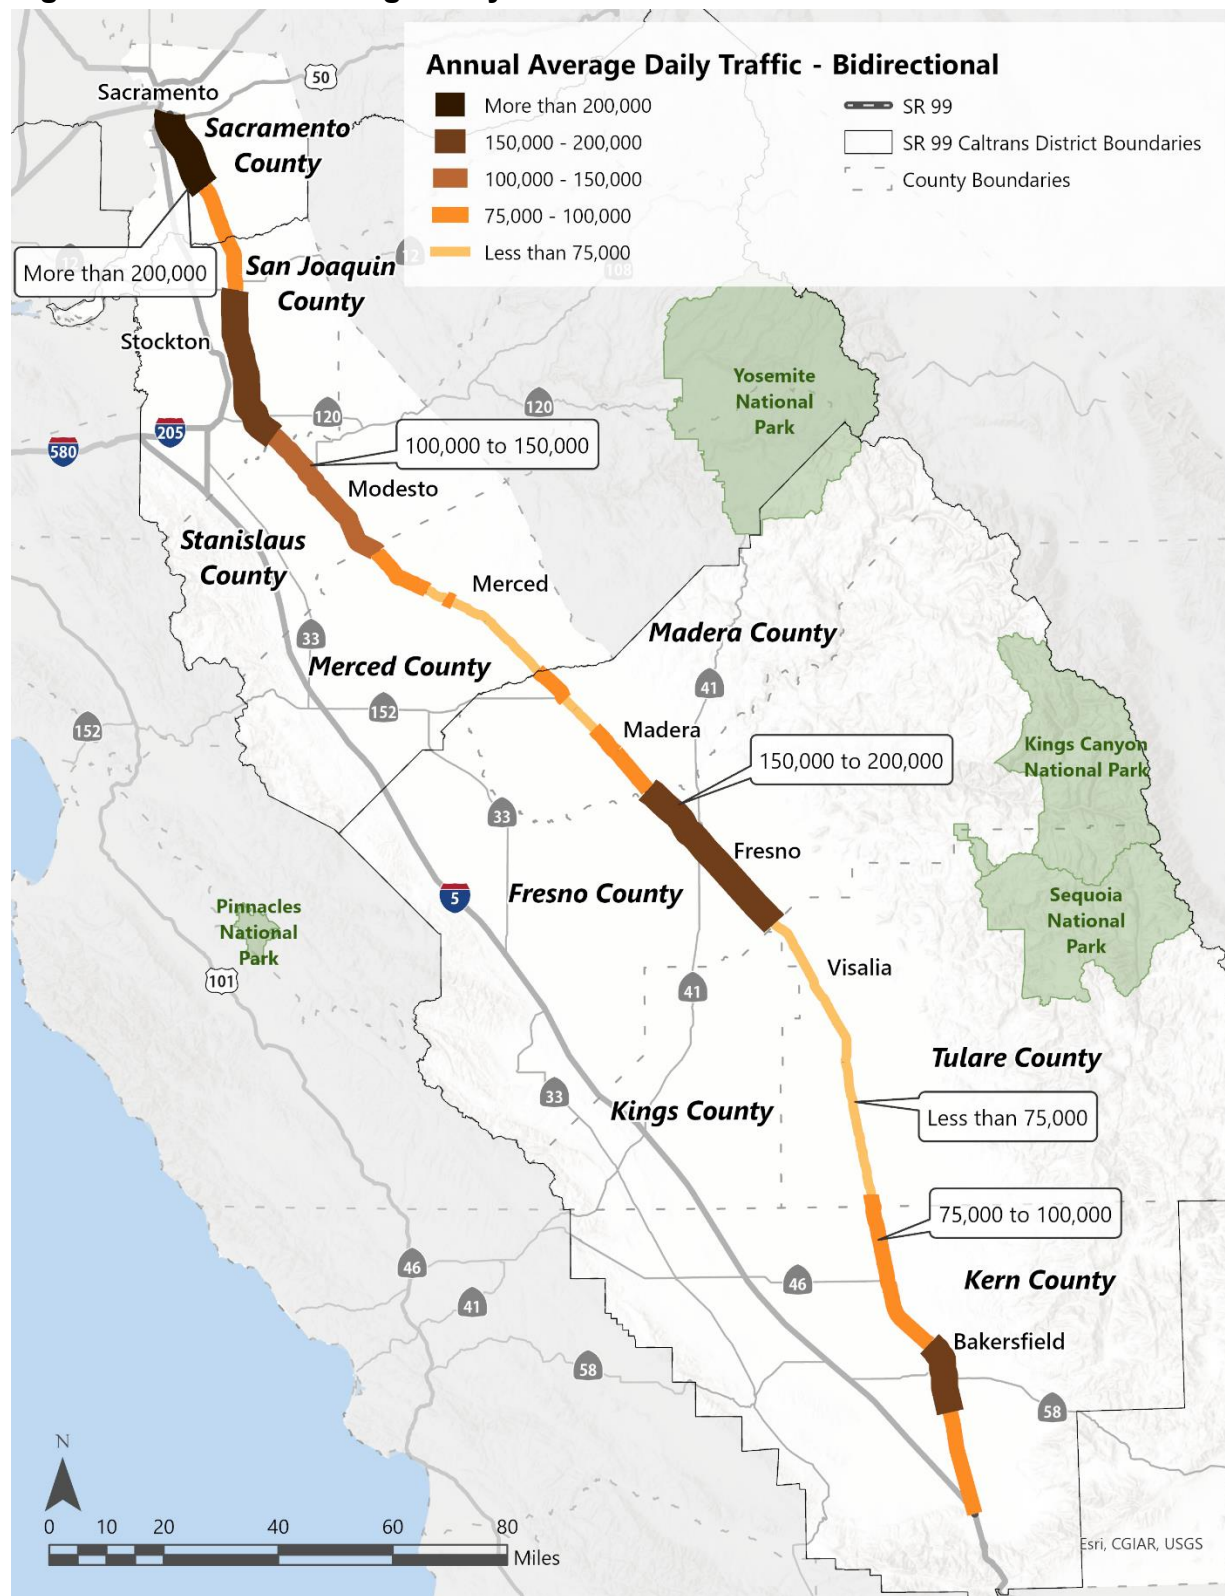 Annual Average Daily Traffic - Bidirectional
More than 200,000
150,000 - 200,000
100,000 - 150,000
75,000 - 100,000
Less than 75,000
SR 99
SR 99 Caltrans District Boundaries
County Boundaries
50
Sacramento
Sacramento
County
12
12
108
More than 200,000
San Joaquin
County
Stockton
Yosemite
National
Park
120
120
205
580
100,000 to 150,000
Modesto
Stanislaus
County
Merced
33
Madera County
Merced County
41
152
152
Madera
Kings Canyon
National Park
150,000 to 200,000
33
Fresno
5
Fresno County
Sequoia
National
Park
Pinnacles
National
Park
Visalia
101
41
Tulare County
33
Kings County
Less than 75,000
75,000 to 100,000
46
46
Kern County
41
Bakersfield
58
58
N
0 10 20 40 60 80
Miles
Esri, CGIAR, USGS